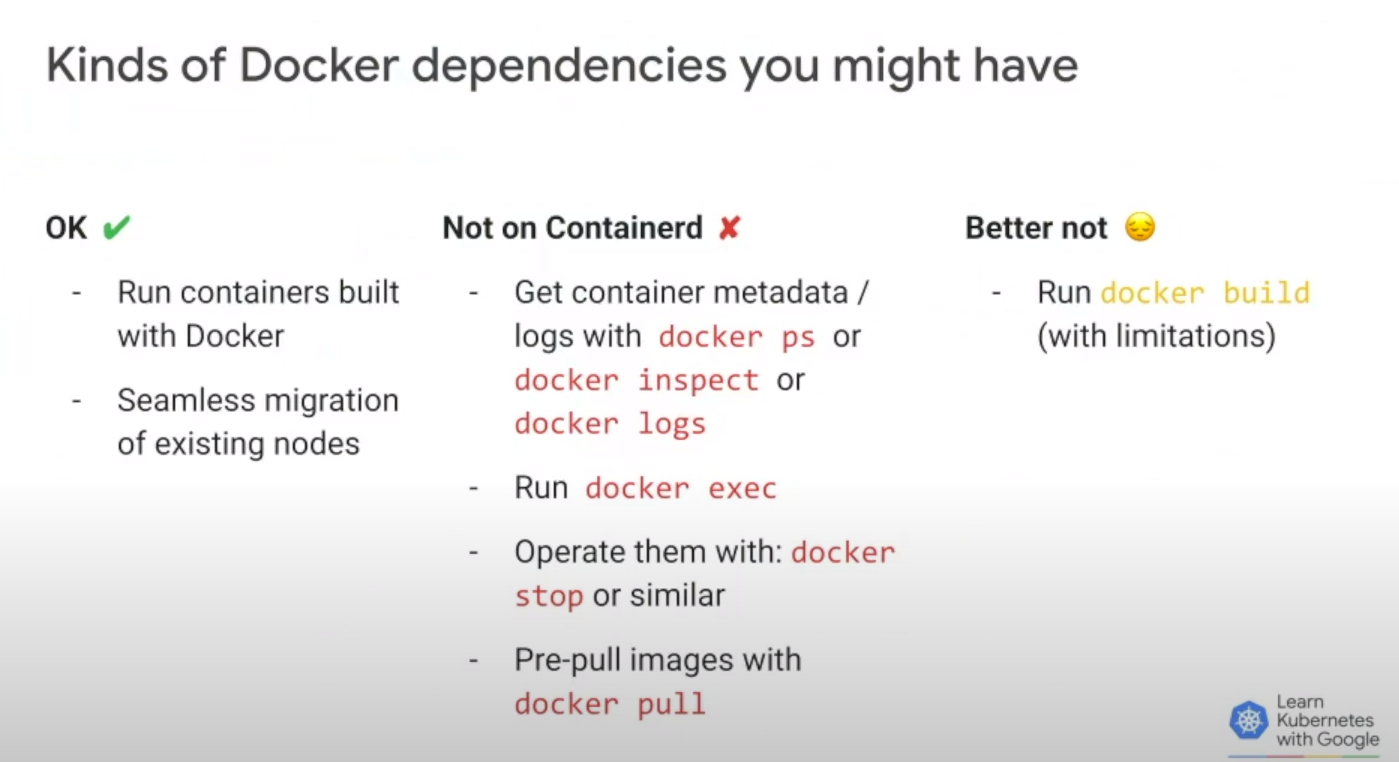 Kinds of Docker dependencies you might have
OK ✔
- Run containers built
with Docker
- Seamless migration
of existing nodes
Not on Containerd ✘
- Get container metadata /
logs with docker ps or
docker inspect or
docker logs
- Run docker exec
- Operate them with: docker
stop or similar
- Pre-pull images with
docker pull
Better not 😔
- Run docker build
(with limitations)
Learn
Kubernetes
with Google